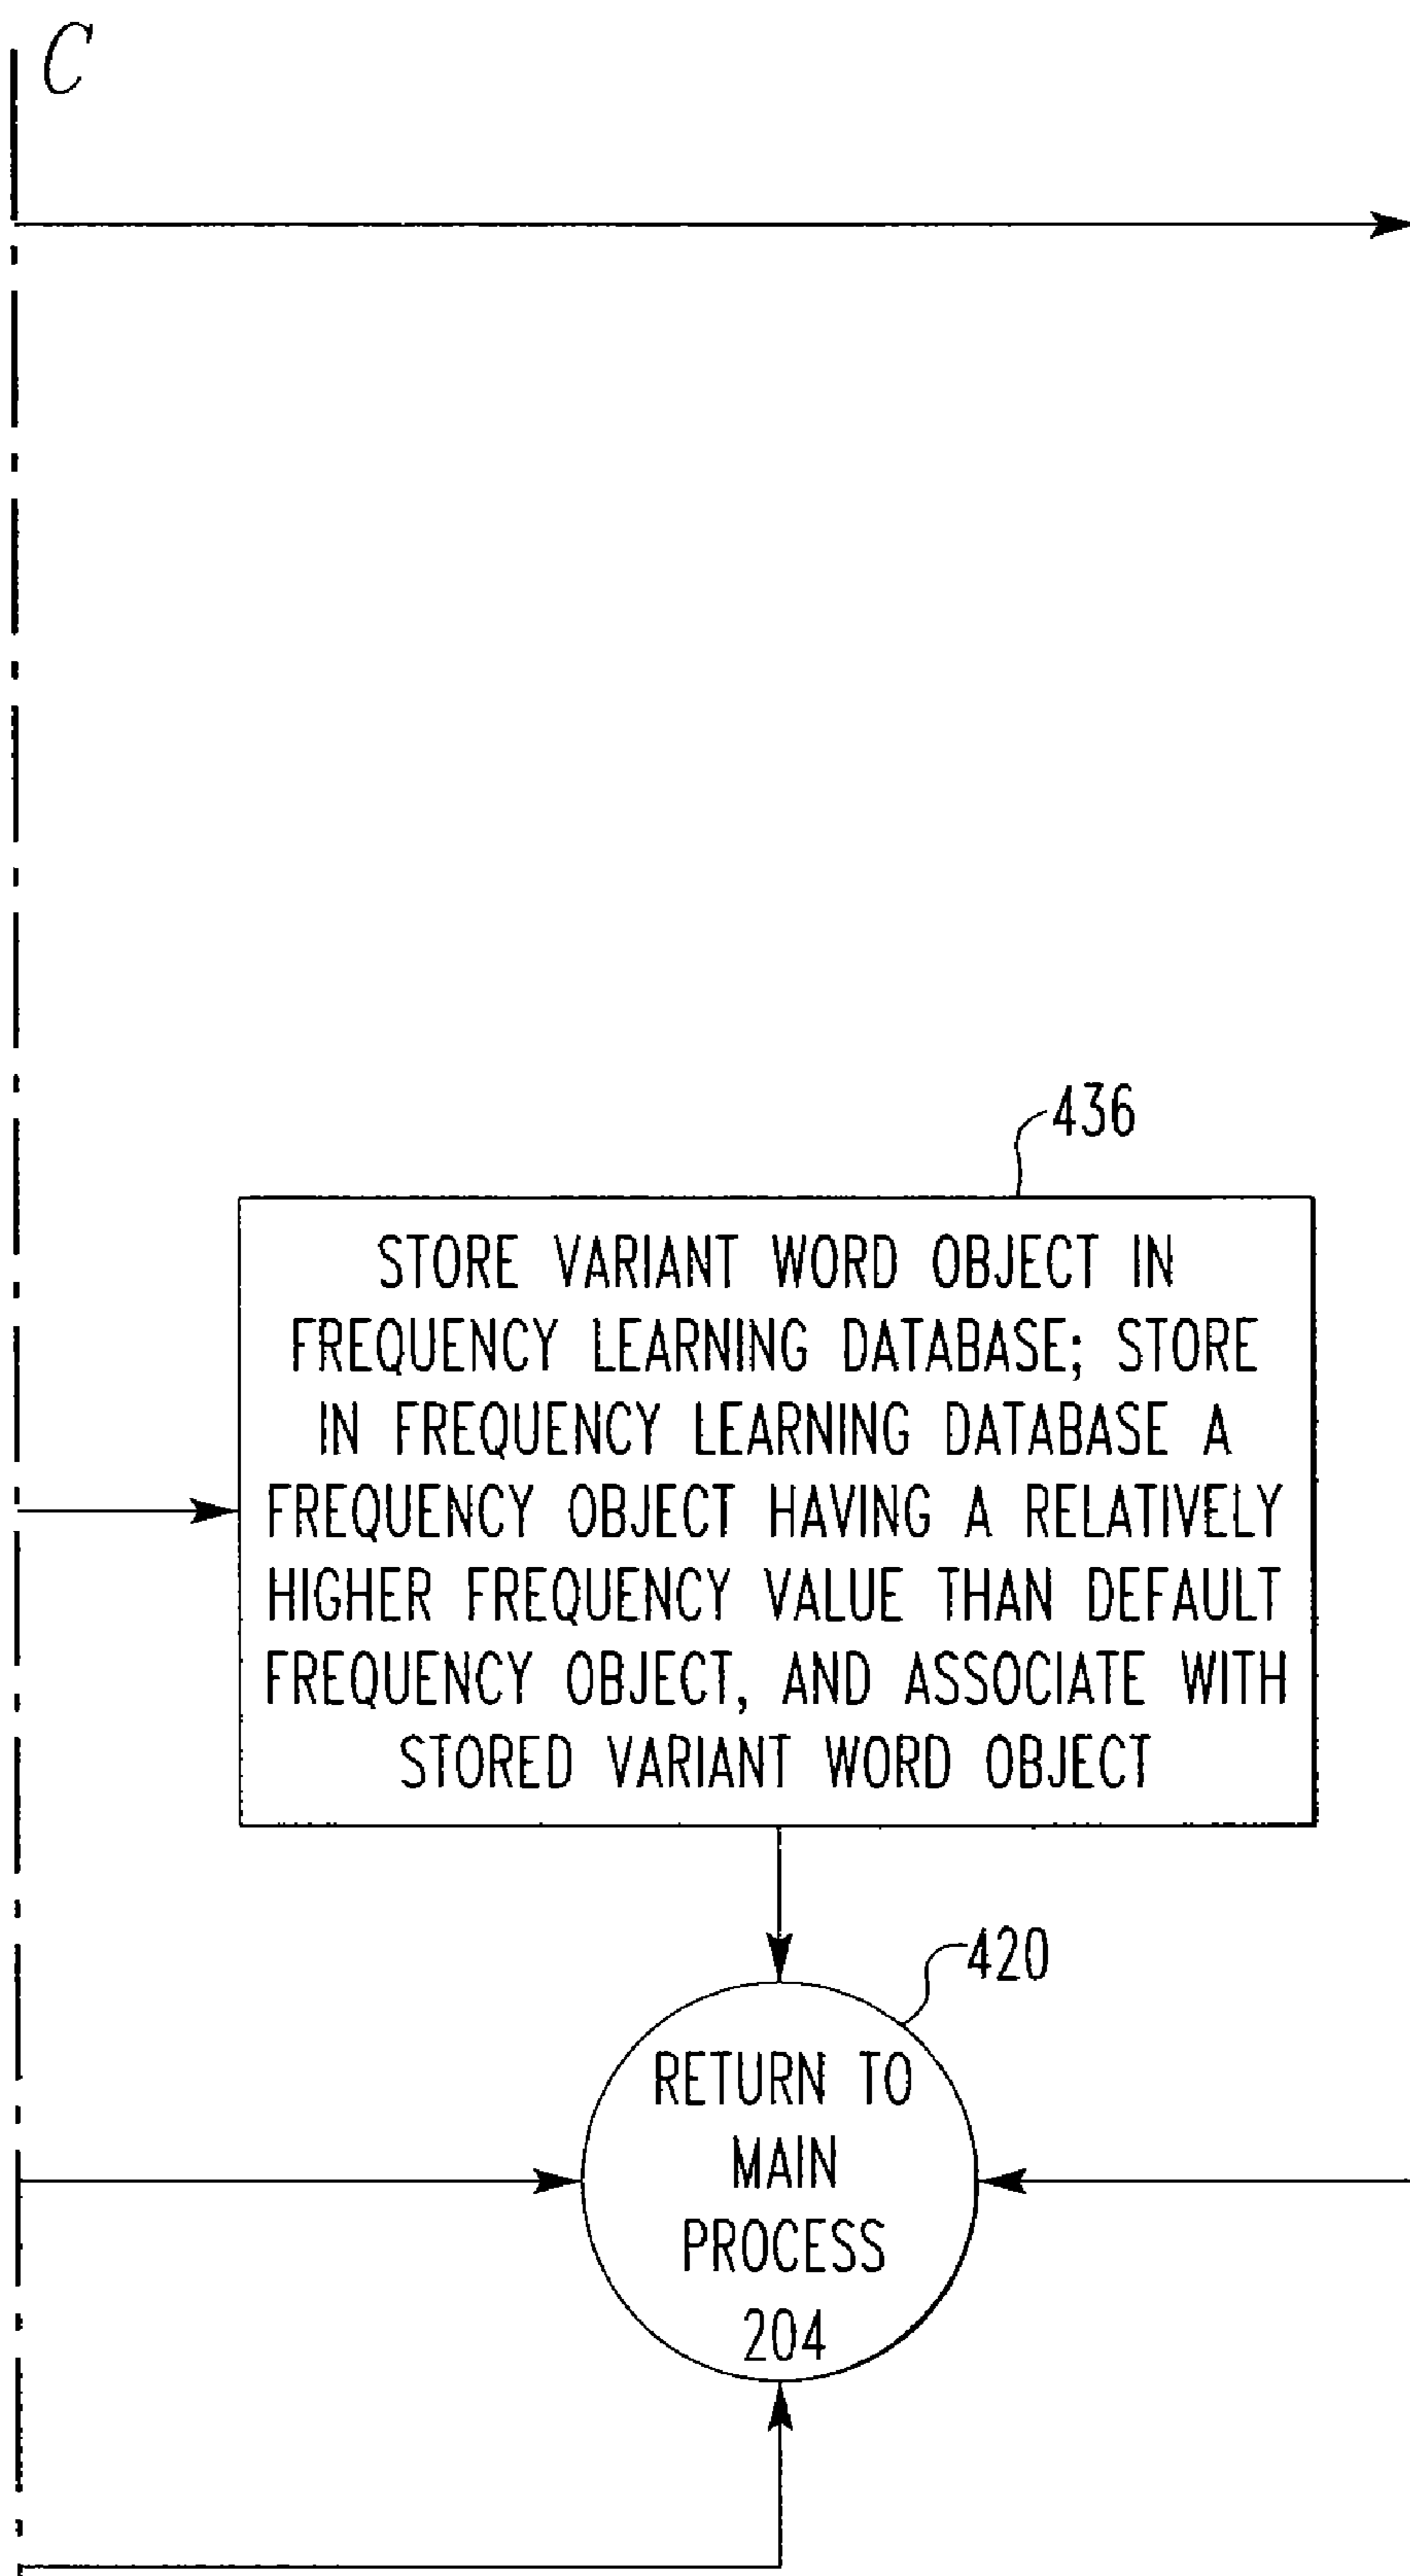 C
436
STORE VARIANT WORD OBJECT IN
FREQUENCY LEARNING DATABASE; STORE
IN FREQUENCY LEARNING DATABASE A
FREQUENCY OBJECT HAVING A RELATIVELY
HIGHER FREQUENCY VALUE THAN DEFAULT
FREQUENCY OBJECT, AND ASSOCIATE WITH
STORED VARIANT WORD OBJECT
420
RETURN TO
MAIN
PROCESS
204